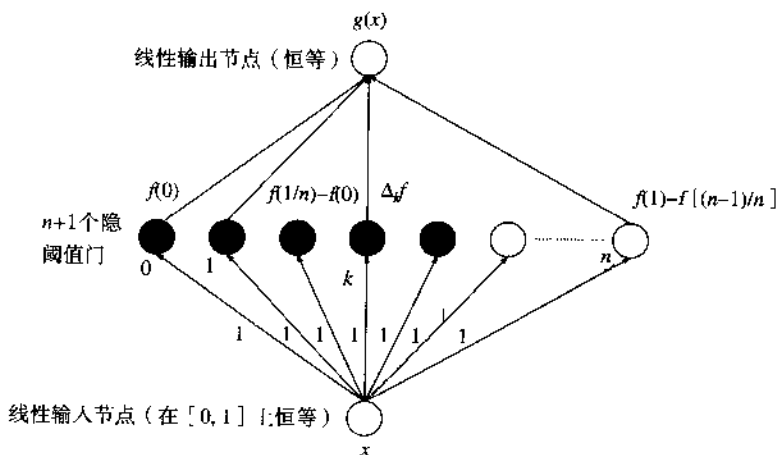 g(x)
线性输出节点（恒等）
f(0)
f(1/n)−f(0)
Δₖf
f(1)−f [(n−1)/n]
n+1个隐
阈值门
0
1
k
n
1 1 1 1 1 1 1
线性输入节点（在［0, 1］上恒等）
x